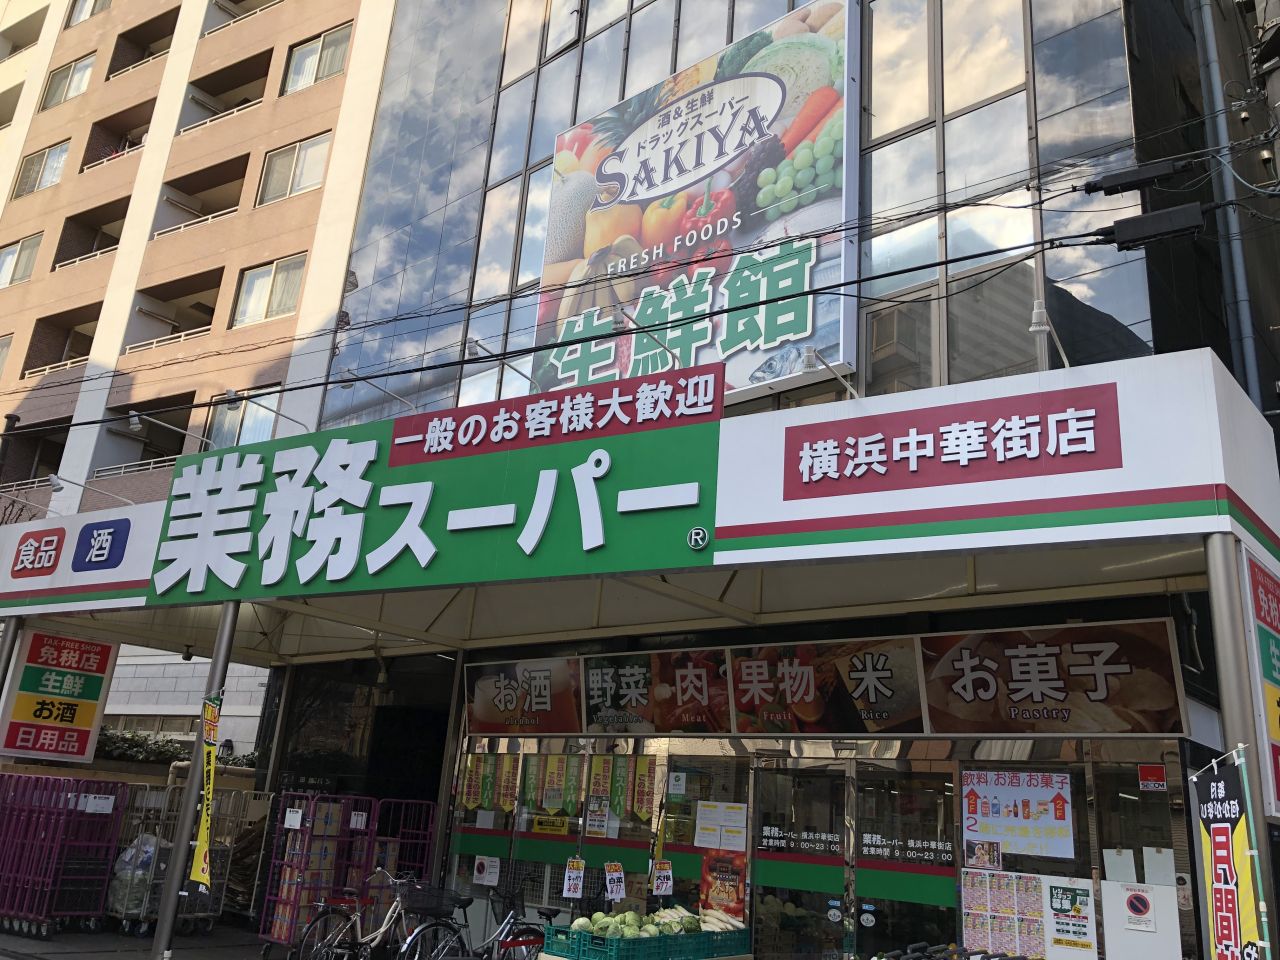 酒&生鮮
ドラッグスーパー
SAKIYA
FRESH FOODS
生鮮館
一般のお客様大歓迎
食品
酒
業務スーパー®
横浜中華街店
TAX-FREE SHOP
免税店
生鮮
お酒
日用品
お酒
alcohol
野菜
Vegetables
肉
Meat
果物
Fruit
米
Rice
お菓子
Pastry
飲料/お酒/お菓子
2F
2F
SECOM
業務スーパー 横浜中華街店
営業時間 9:00~23:00
業務スーパー 横浜中華街店
営業時間 9:00~23:00
月間